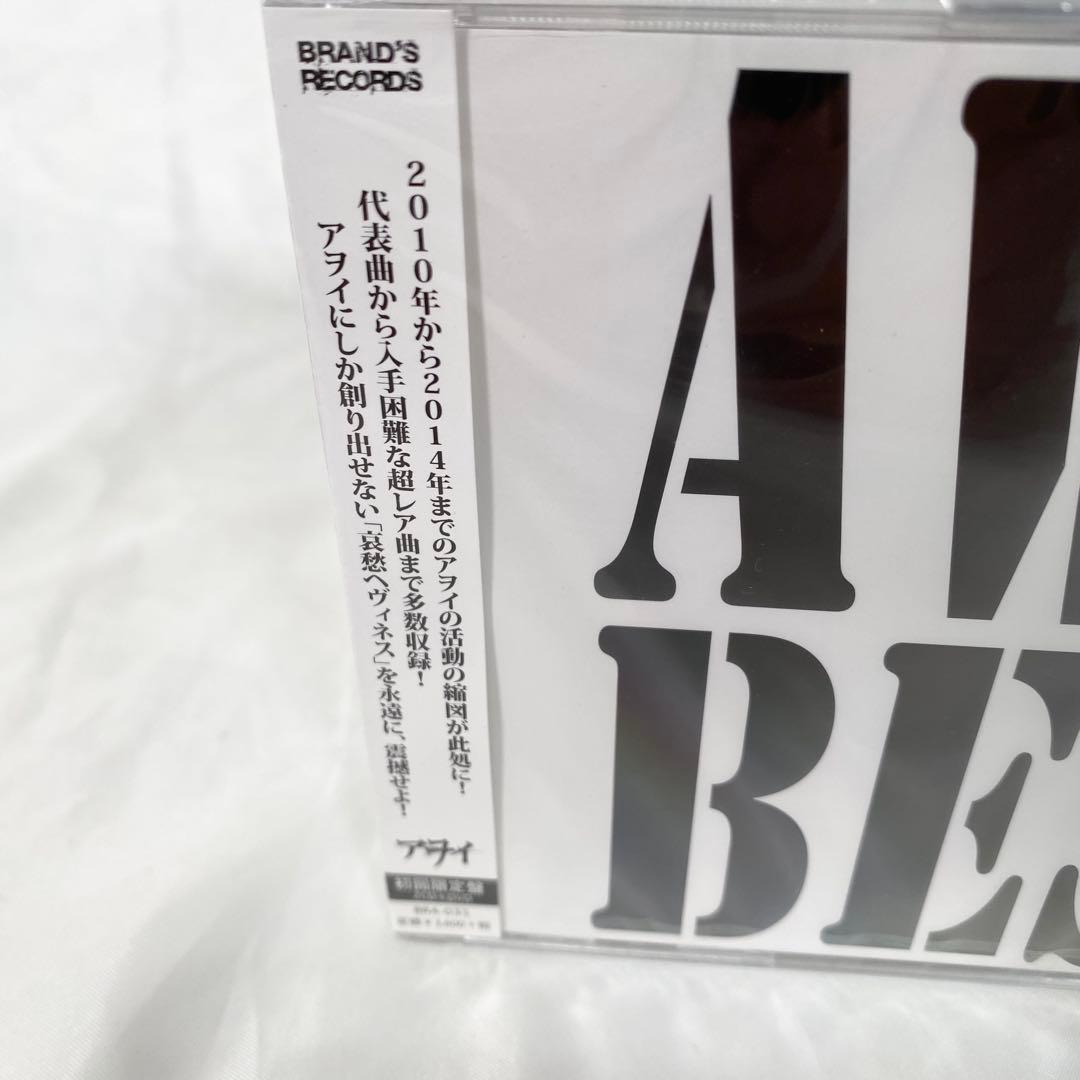 BRAND'S
RECORDS
2010年から2014年までのアヲイの活動の縮図が此処に!
代表曲から入手困難な超レア曲まで多数収録!
アヲイにしか創り出せない「哀愁ヘヴィネス」を永遠に、震撼せよ!
アヲイ
初回限定盤
A
BES